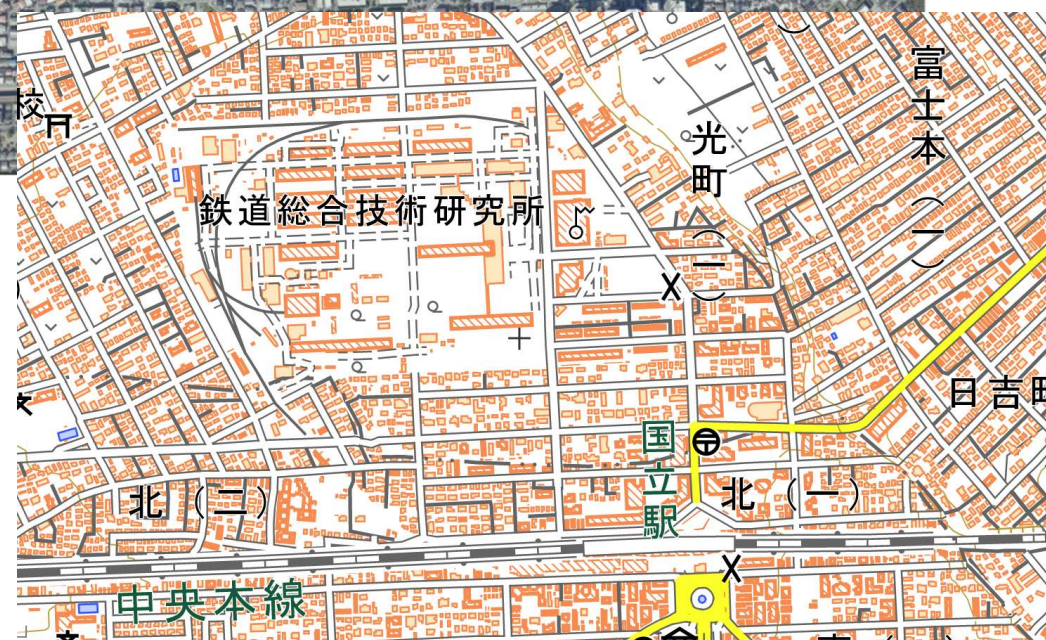 校
富士本(一)
光町(一)
鉄道総合技術研究所
日吉町
国立駅
北(二)
北(一)
中央本線